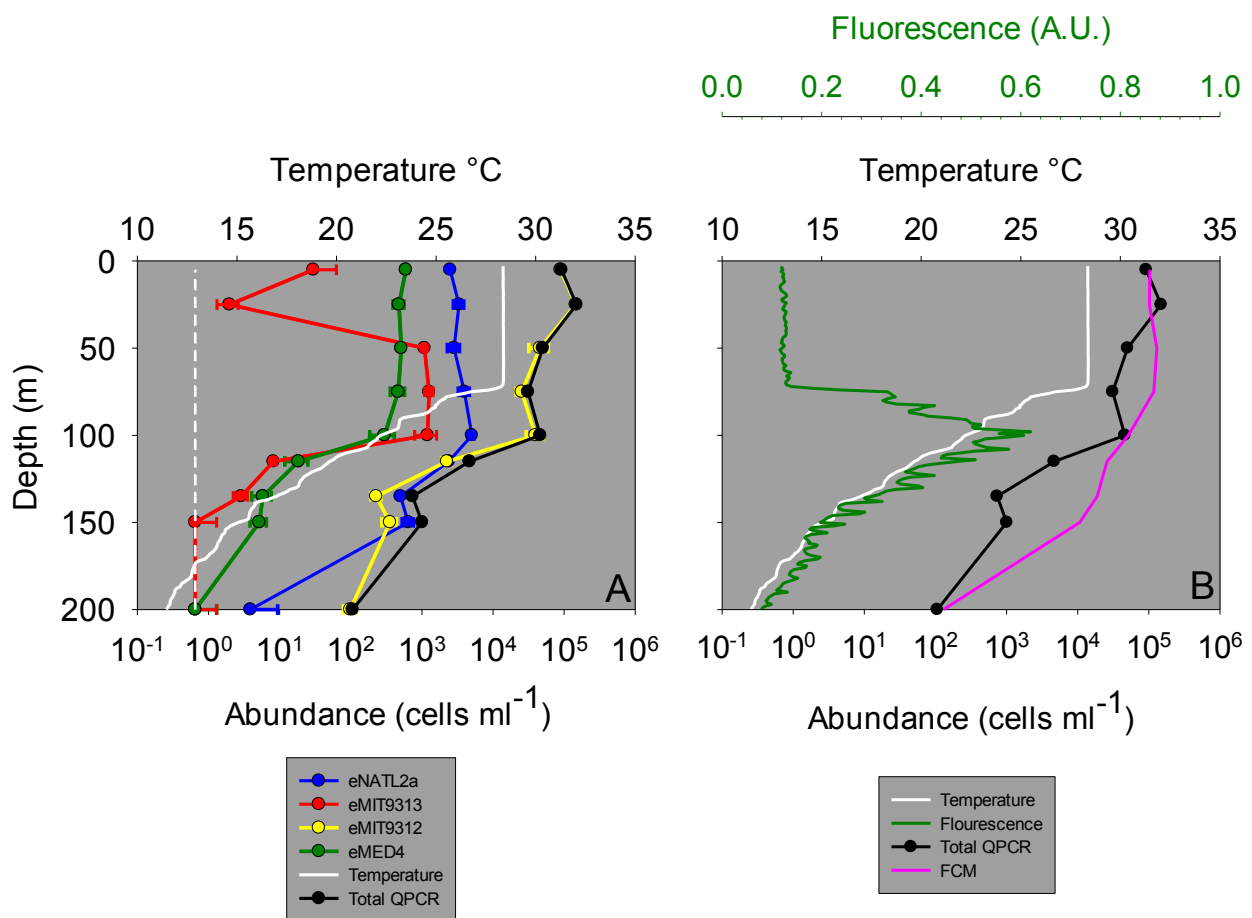 Fluorescence (A.U.)
0.0 0.2 0.4 0.6 0.8 1.0
Temperature °C
10 15 20 25 30 35
Temperature °C
10 15 20 25 30 35
Depth (m)
0
50
100
150
200
A
B
10-1 100 101 102 103 104 105 106
Abundance (cells ml-1)
10-1 100 101 102 103 104 105 106
Abundance (cells ml-1)
eNATL2a
eMIT9313
eMIT9312
eMED4
Temperature
Total QPCR
Temperature
Flourescence
Total QPCR
FCM